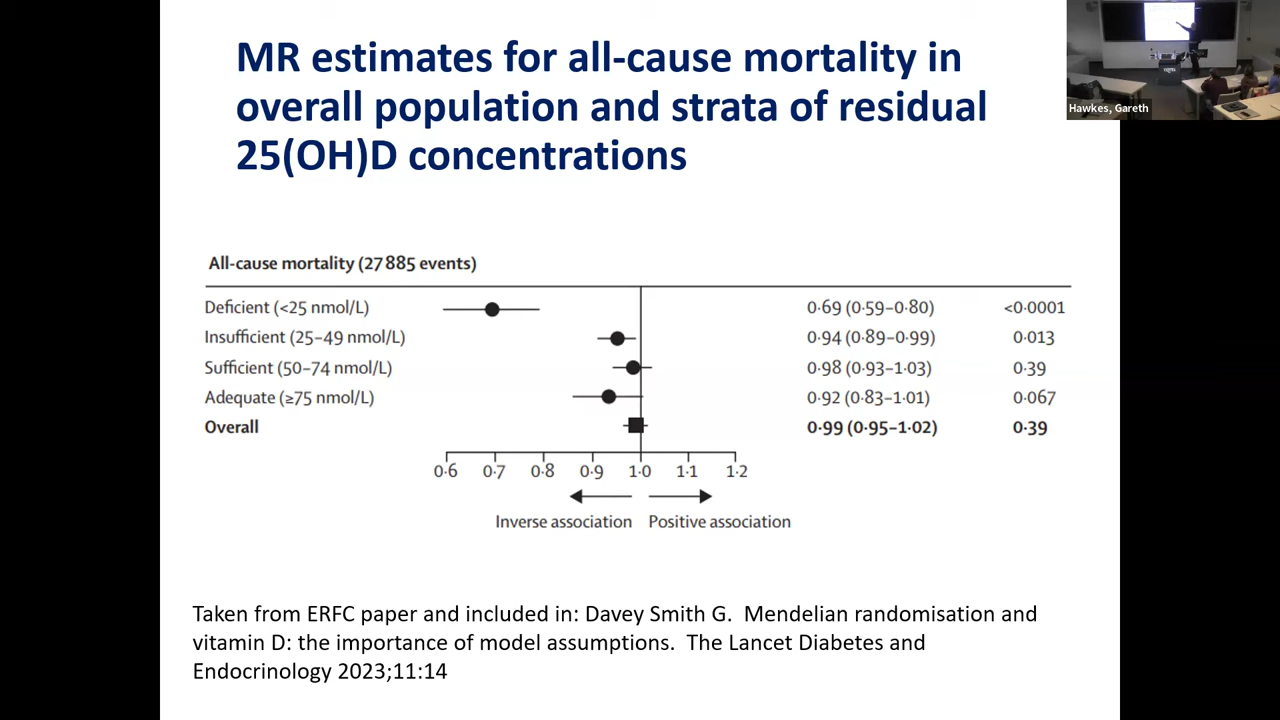 MR estimates for all-cause mortality in
overall population and strata of residual
25(OH)D concentrations
Hawkes, Gareth
All-cause mortality (27 885 events)
Deficient (<25 nmol/L) 0·69 (0·59–0·80) <0·0001
Insufficient (25–49 nmol/L) 0·94 (0·89–0·99) 0·013
Sufficient (50–74 nmol/L) 0·98 (0·93–1·03) 0·39
Adequate (≥75 nmol/L) 0·92 (0·83–1·01) 0·067
Overall 0·99 (0·95–1·02) 0·39
0·6 0·7 0·8 0·9 1·0 1·1 1·2
Inverse association Positive association
Taken from ERFC paper and included in: Davey Smith G. Mendelian randomisation and
vitamin D: the importance of model assumptions. The Lancet Diabetes and
Endocrinology 2023;11:14